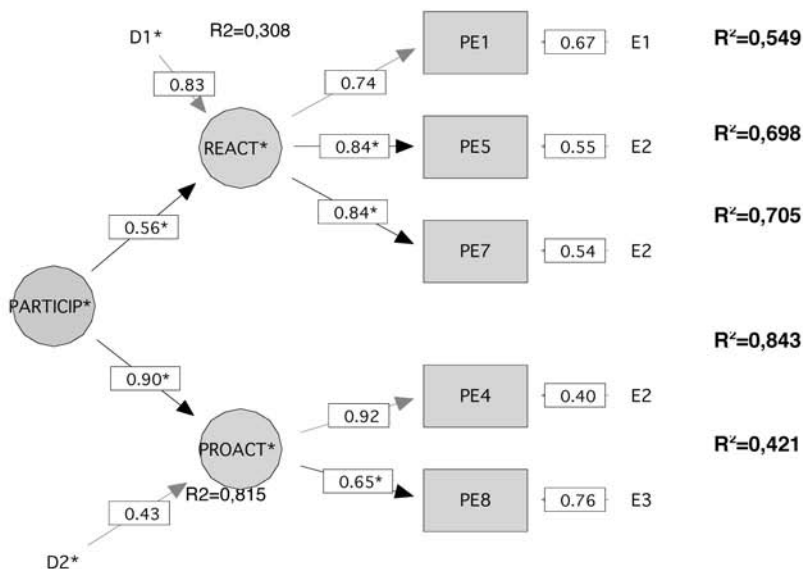 D1*
R2=0,308
PE1
0.67
E1
R²=0,549
0.83
0.74
REACT*
0.84*
PE5
0.55
E2
R²=0,698
0.84*
PE7
0.54
E2
R²=0,705
0.56*
PARTICIP*
0.90*
R²=0,843
0.92
PE4
0.40
E2
PROACT*
R2=0,815
0.65*
PE8
0.76
E3
R²=0,421
0.43
D2*